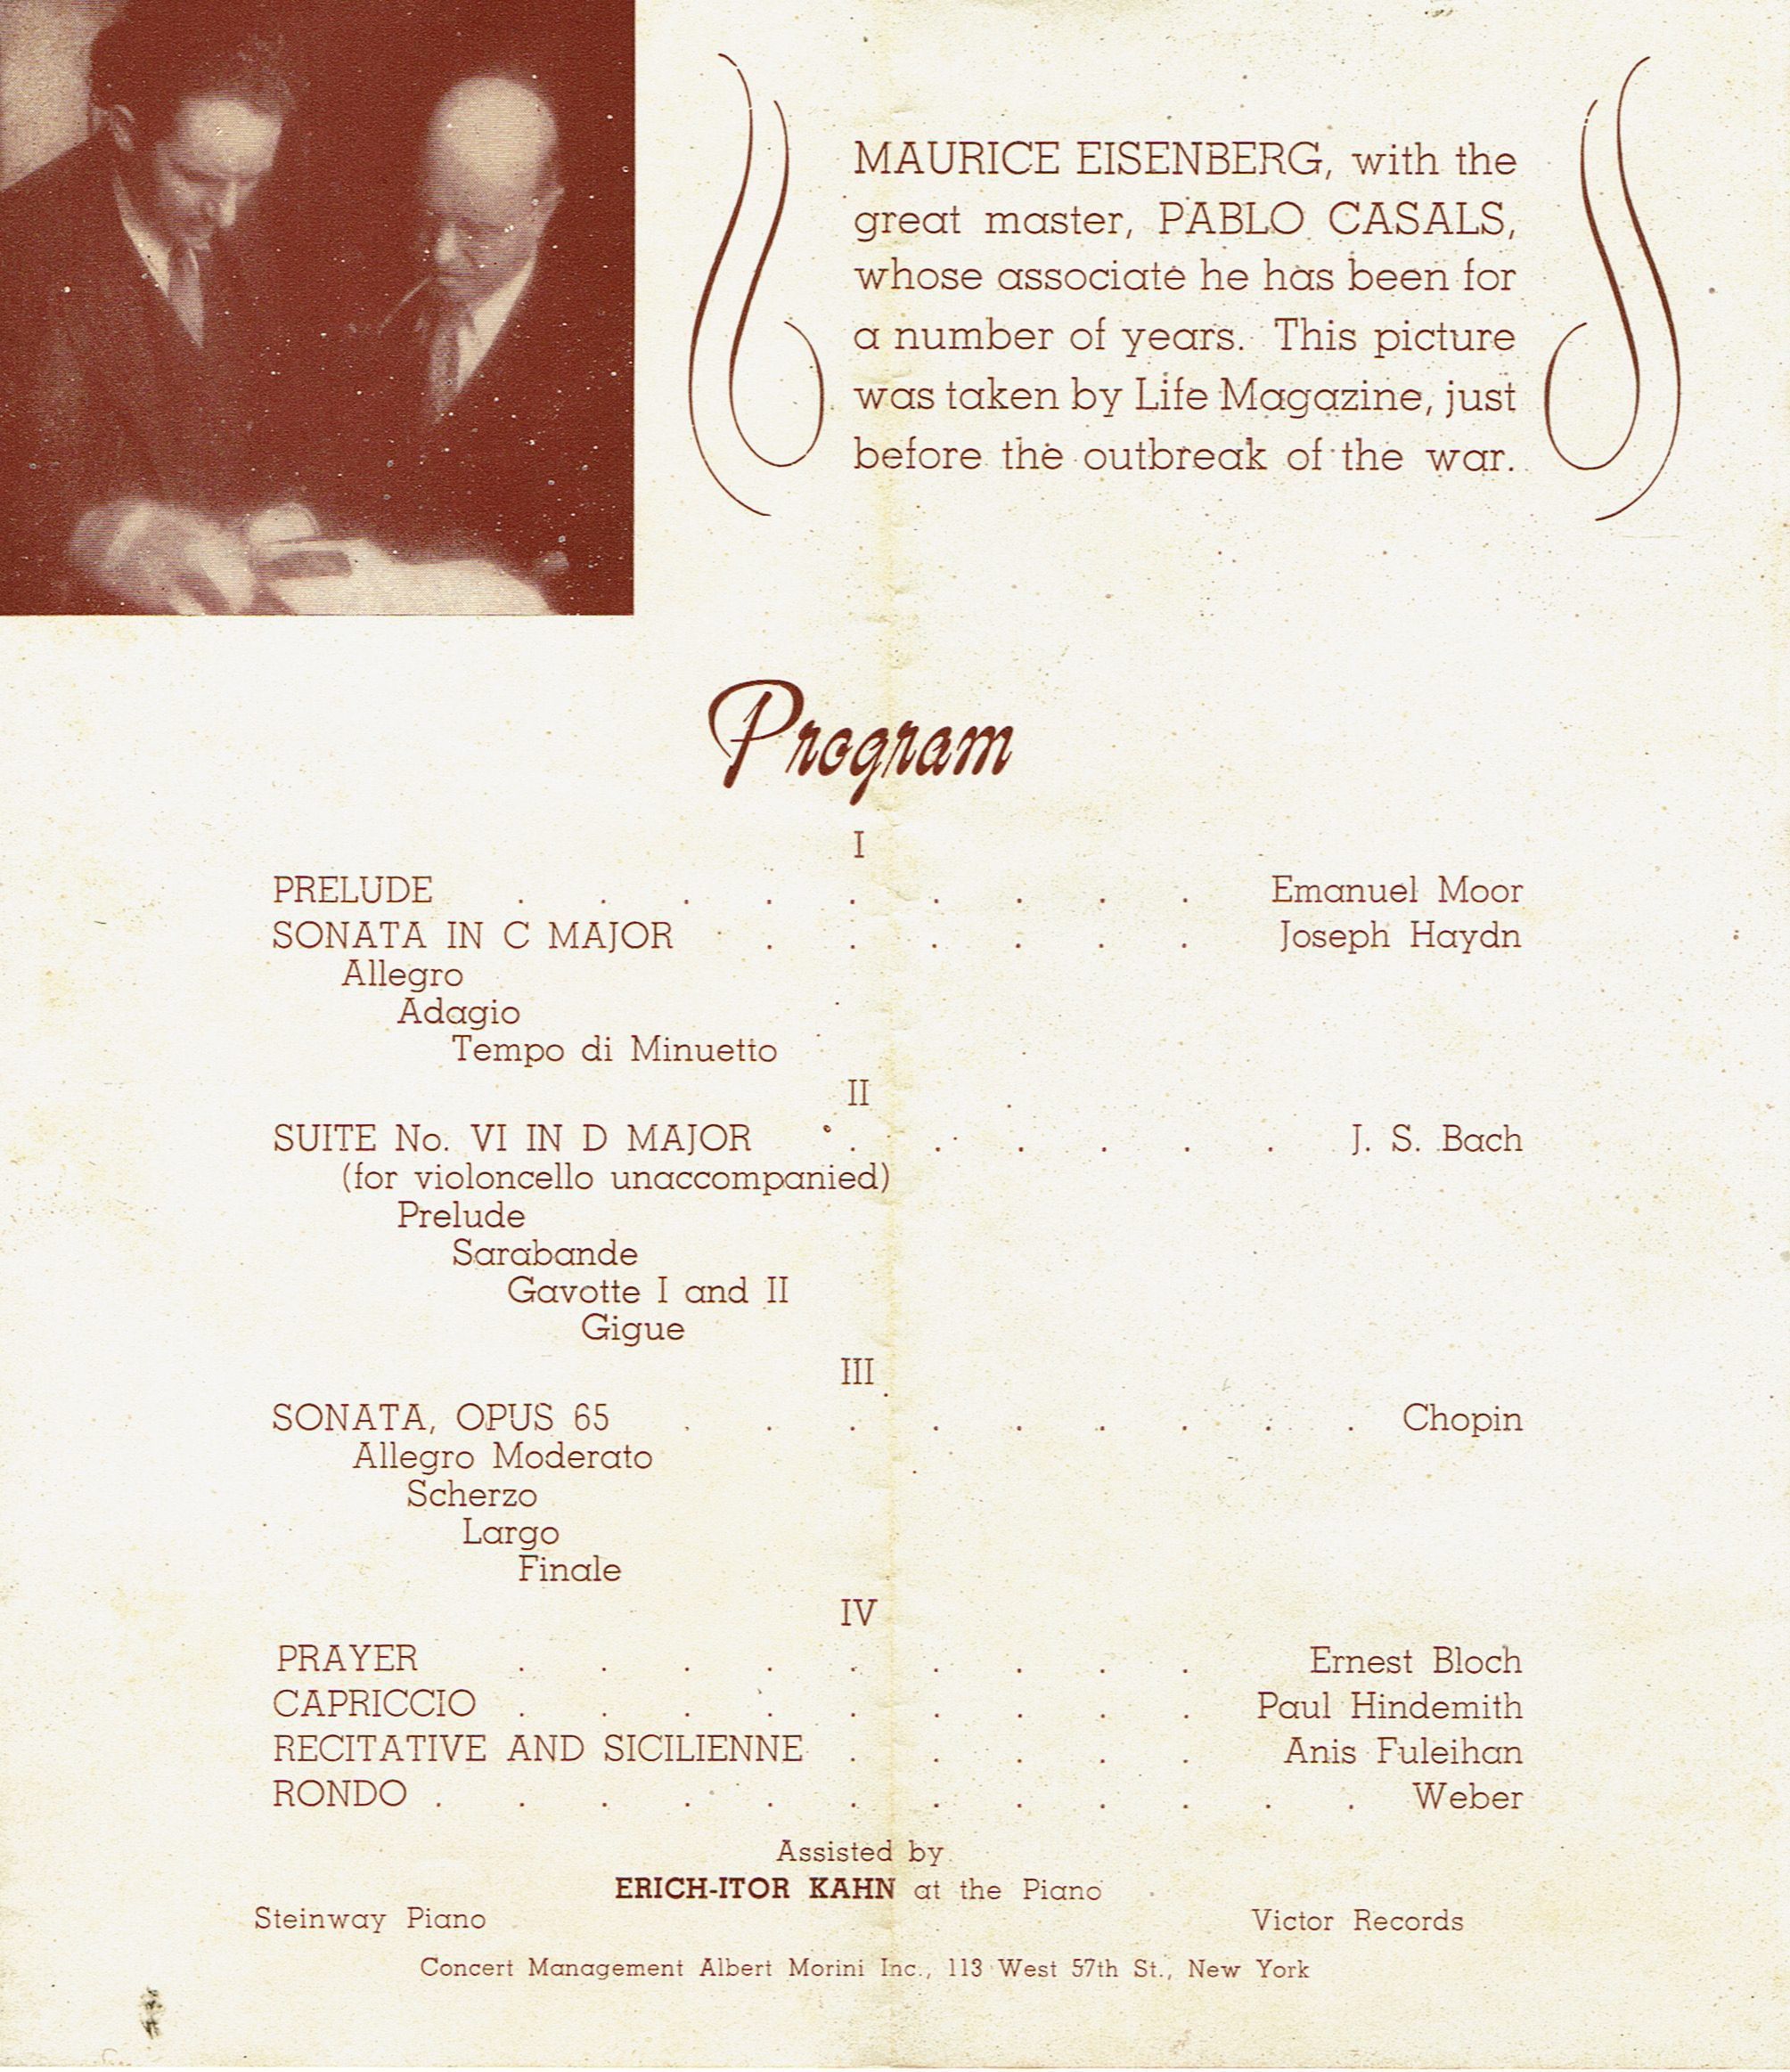 MAURICE EISENBERG, with the
great master, PABLO CASALS,
whose associate he has been for
a number of years. This picture
was taken by Life Magazine, just
before the outbreak of the war.
Program
I
PRELUDE . . . . . . . . . Emanuel Moor
SONATA IN C MAJOR . . . . . . . Joseph Haydn
Allegro
Adagio
Tempo di Minuetto
II
SUITE No. VI IN D MAJOR . . . . . . J. S. Bach
(for violoncello unaccompanied)
Prelude
Sarabande
Gavotte I and II
Gigue
III
SONATA, OPUS 65 . . . . . . . . . Chopin
Allegro Moderato
Scherzo
Largo
Finale
IV
PRAYER . . . . . . . . . Ernest Bloch
CAPRICCIO . . . . . . . . . Paul Hindemith
RECITATIVE AND SICILIENNE . . . . . Anis Fuleihan
RONDO . . . . . . . . . . . . Weber
Assisted by
ERICH-ITOR KAHN at the Piano
Steinway Piano Victor Records
Concert Management Albert Morini Inc., 113 West 57th St., New York